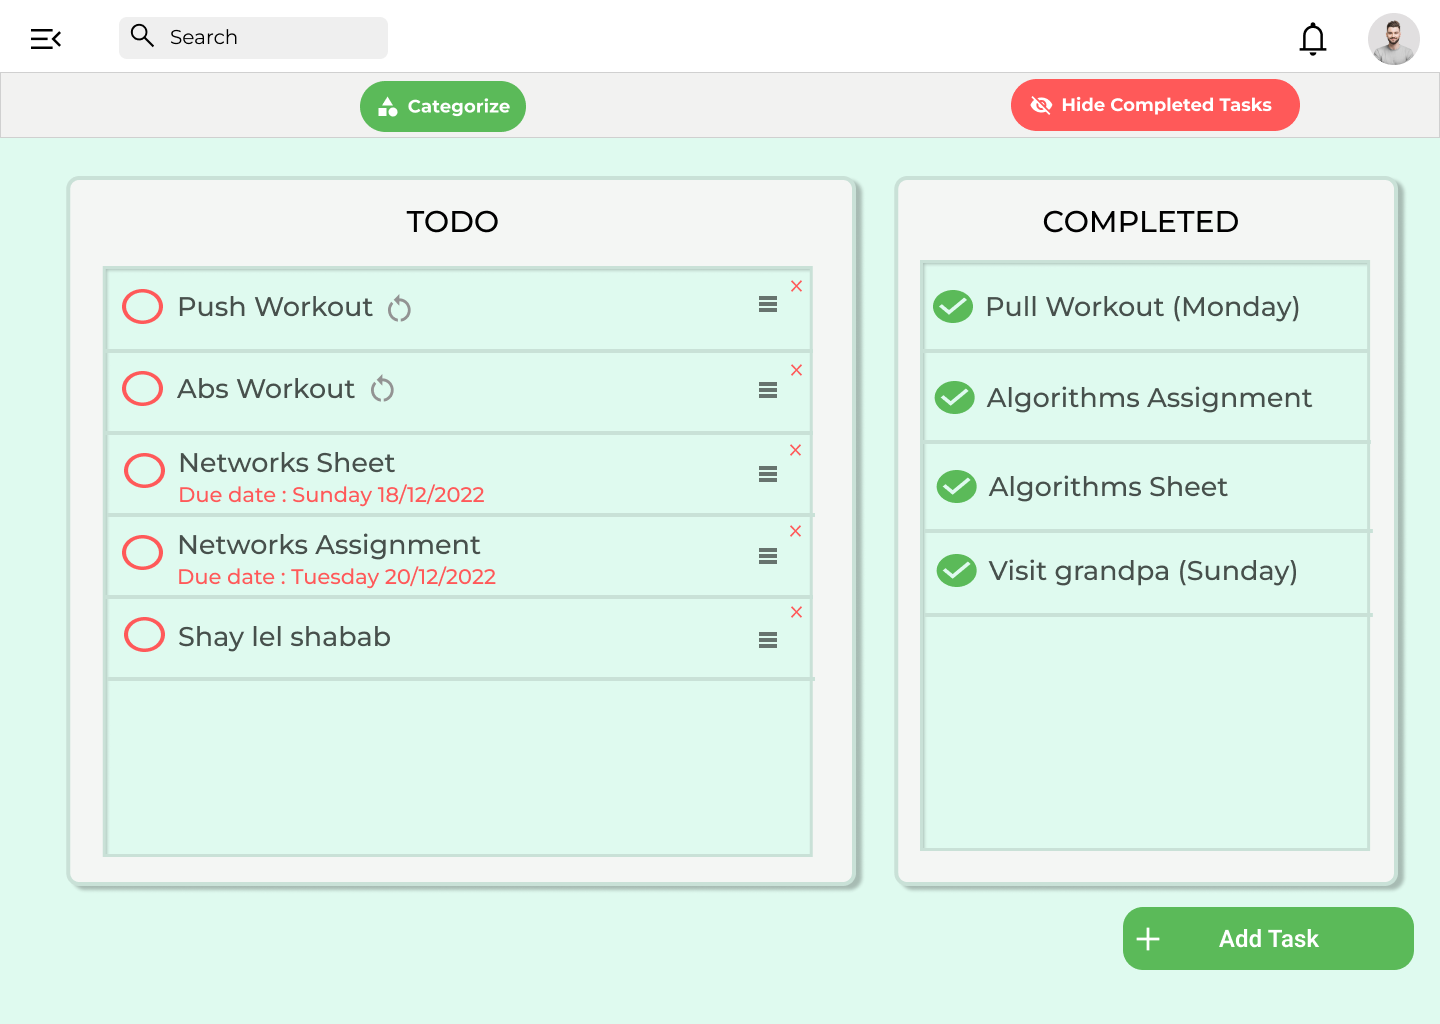 Search
Categorize
Hide Completed Tasks
TODO
Push Workout
Abs Workout
Networks Sheet
Due date : Sunday 18/12/2022
Networks Assignment
Due date : Tuesday 20/12/2022
Shay lel shabab
COMPLETED
Pull Workout (Monday)
Algorithms Assignment
Algorithms Sheet
Visit grandpa (Sunday)
Add Task